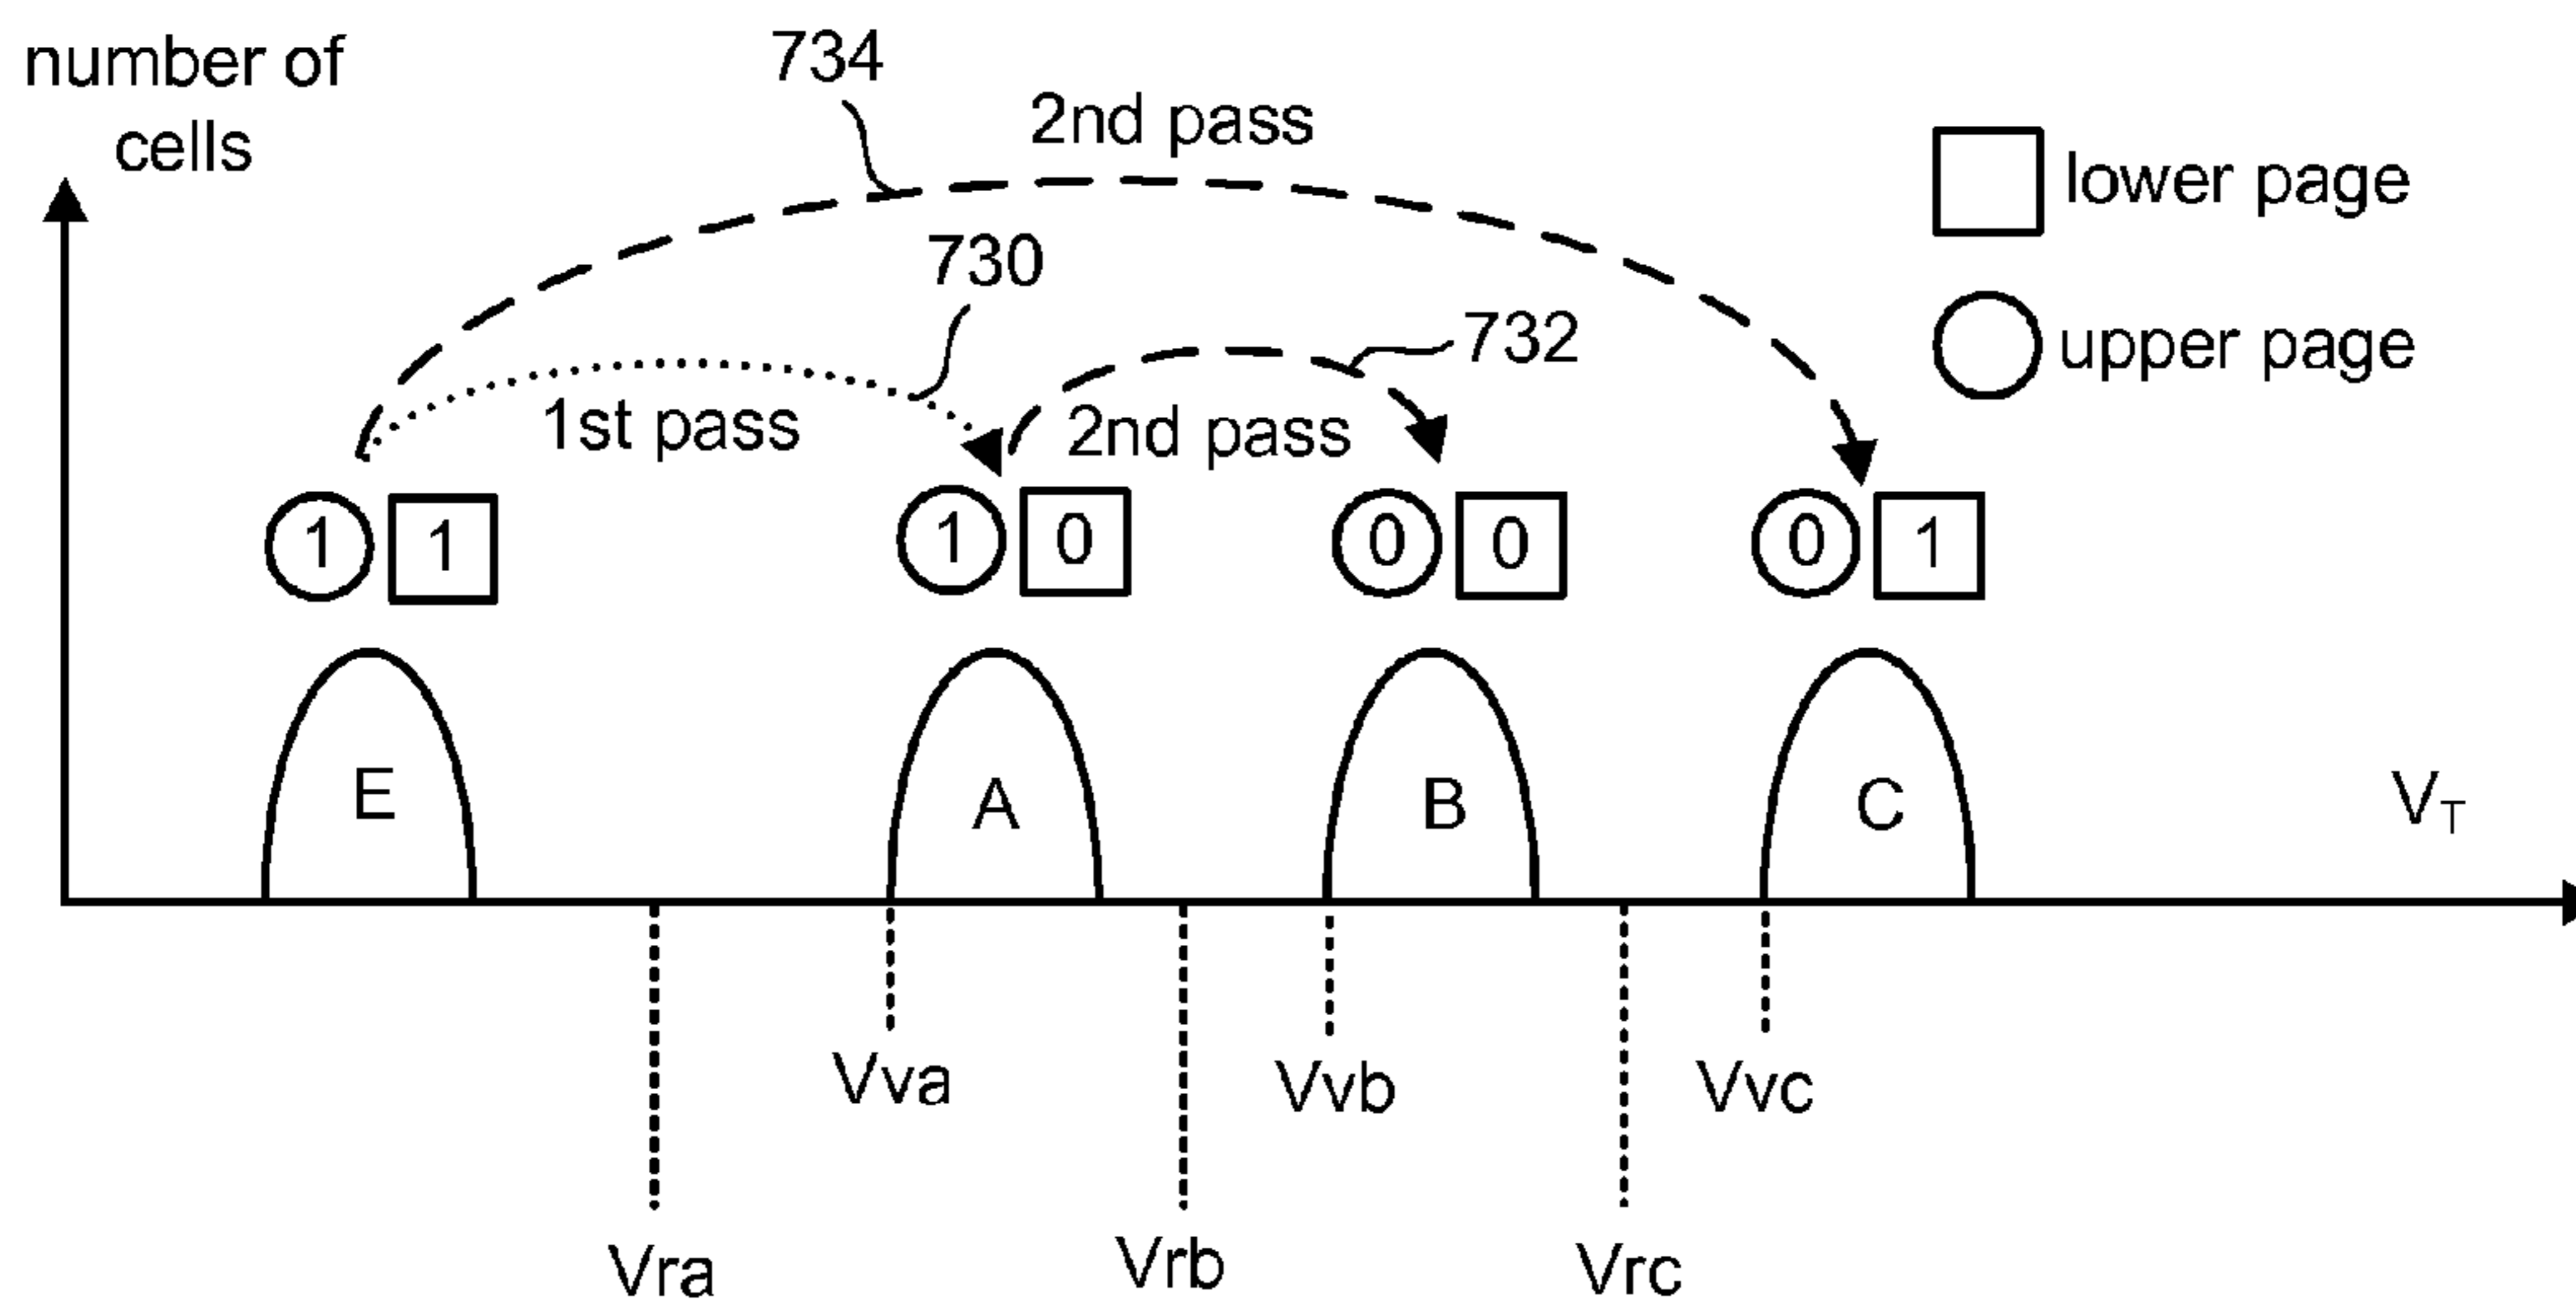 number of
cells
734
2nd pass
lower page
730
upper page
732
1st pass
2nd pass
1 1
1 0
0 0
0 1
E
A
B
C
VT
Vva
Vvb
Vvc
Vra
Vrb
Vrc